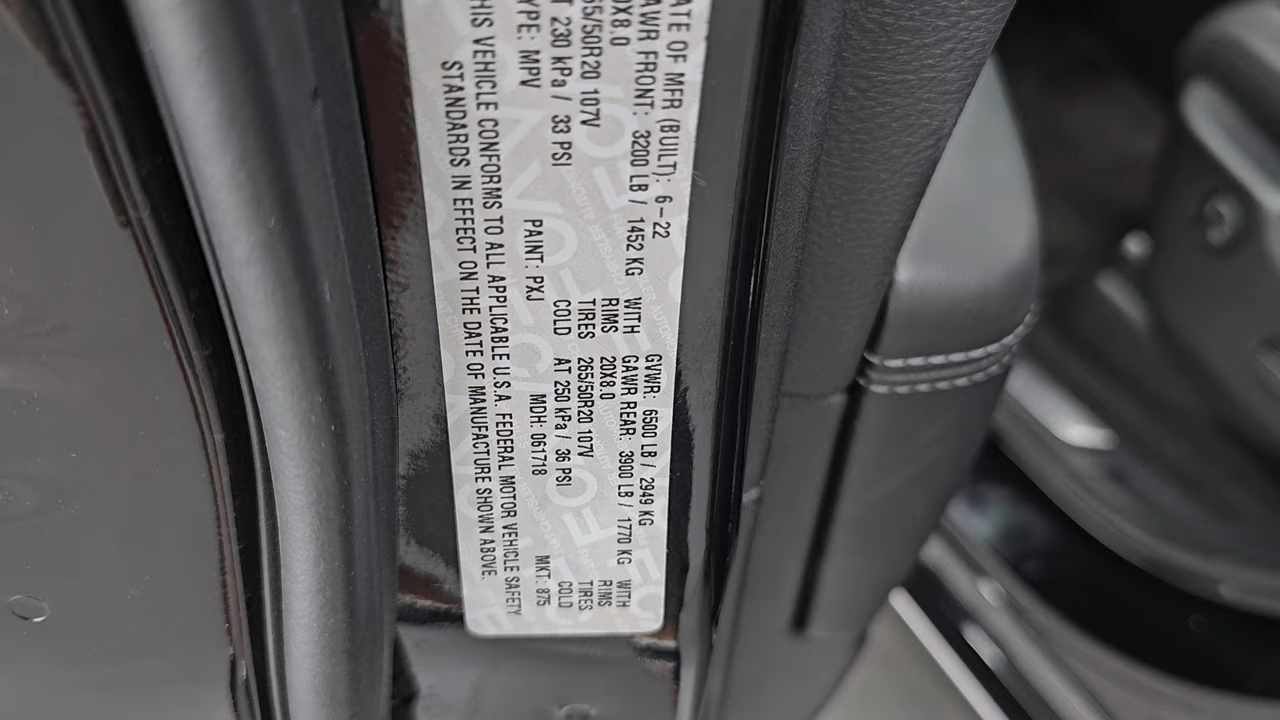 ATE OF MFR (BUILT): 6-22 GVWR: 6500 LB / 2949 KG
GAWR FRONT: 3200 LB / 1452 KG WITH GAWR REAR: 3900 LB / 1770 KG WITH
0X8.0 RIMS 20X8.0 RIMS
65/50R20 107V TIRES 265/50R20 107V TIRES
AT 230 kPa / 33 PSI COLD AT 250 kPa / 36 PSI COLD
YPE: MPV PAINT: PXJ MDH: 061718 MKT: 875
HIS VEHICLE CONFORMS TO ALL APPLICABLE U.S.A. FEDERAL MOTOR VEHICLE SAFETY
STANDARDS IN EFFECT ON THE DATE OF MANUFACTURE SHOWN ABOVE.